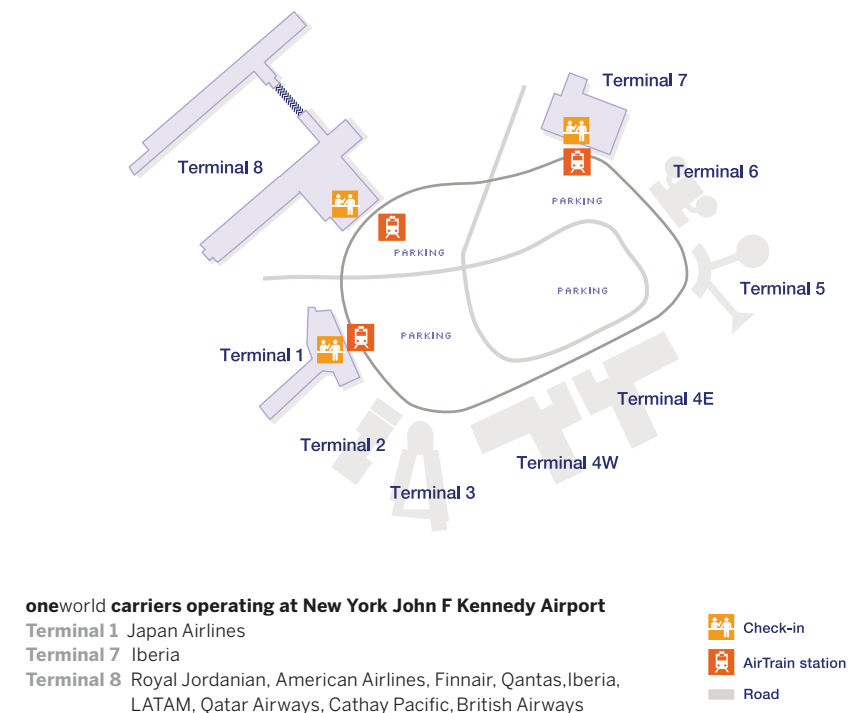 Terminal 7
Terminal 8
Terminal 6
PARKING
PARKING
Terminal 5
PARKING
PARKING
Terminal 1
Terminal 4E
Terminal 2
Terminal 4W
Terminal 3
oneworld carriers operating at New York John F Kennedy Airport
Terminal 1 Japan Airlines
Terminal 7 Iberia
Terminal 8 Royal Jordanian, American Airlines, Finnair, Qantas,Iberia,
LATAM, Qatar Airways, Cathay Pacific, British Airways
Check-in
AirTrain station
Road